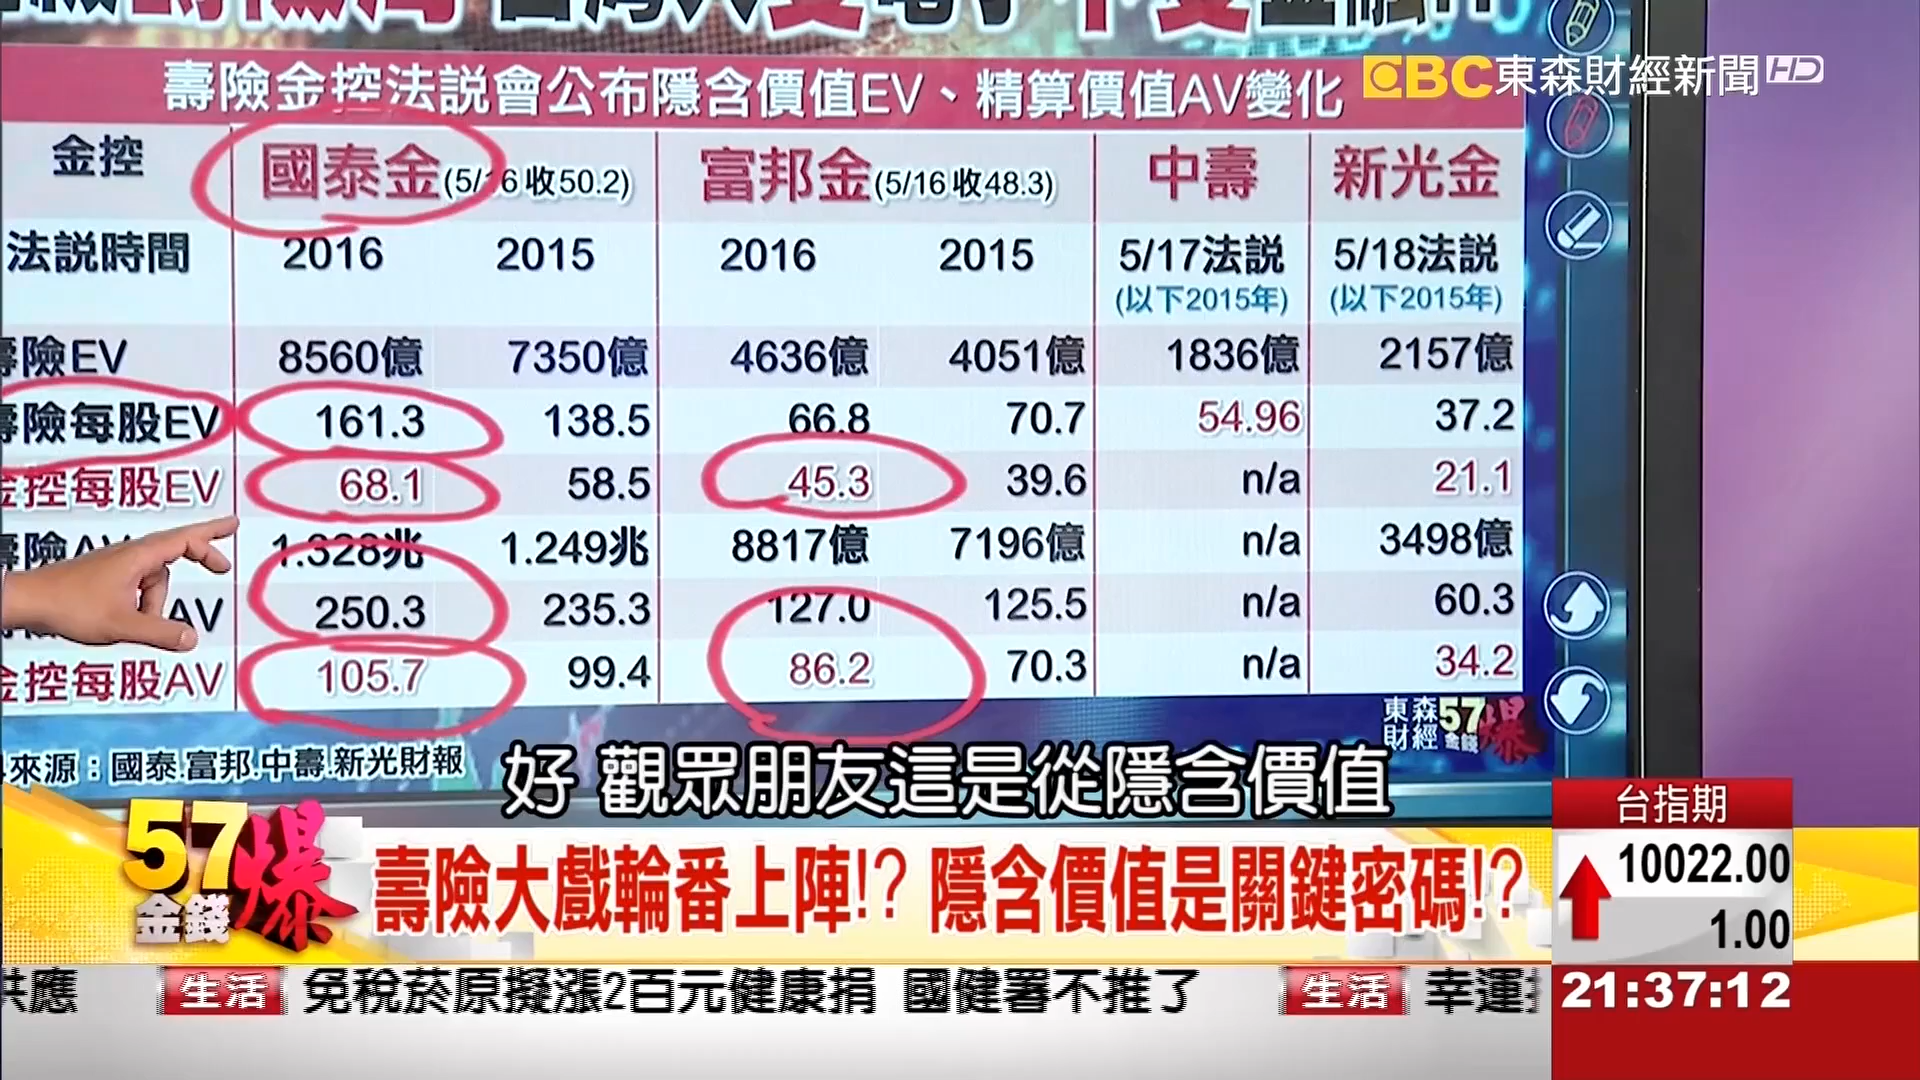 壽險金控法說會公布隱含價值EV、精算價值AV變化
EBC東森財經新聞HD
金控 國泰金(5/16收50.2) 富邦金(5/16收48.3) 中壽 新光金
法說時間 2016 2015 2016 2015 5/17法說 5/18法說
(以下2015年) (以下2015年)
壽險EV 8560億 7350億 4636億 4051億 1836億 2157億
壽險每股EV 161.3 138.5 66.8 70.7 54.96 37.2
金控每股EV 68.1 58.5 45.3 39.6 n/a 21.1
壽險AV 1.328兆 1.249兆 8817億 7196億 n/a 3498億
AV 250.3 235.3 127.0 125.5 n/a 60.3
金控每股AV 105.7 99.4 86.2 70.3 n/a 34.2
東森財經 57金錢爆
來源：國泰.富邦.中壽.新光財報
好 觀眾朋友這是從隱含價值
57金錢爆
壽險大戲輪番上陣!? 隱含價值是關鍵密碼!?
台指期
10022.00
1.00
供應 生活 免稅菸原擬漲2百元健康捐 國健署不推了 生活 幸運
21:37:12